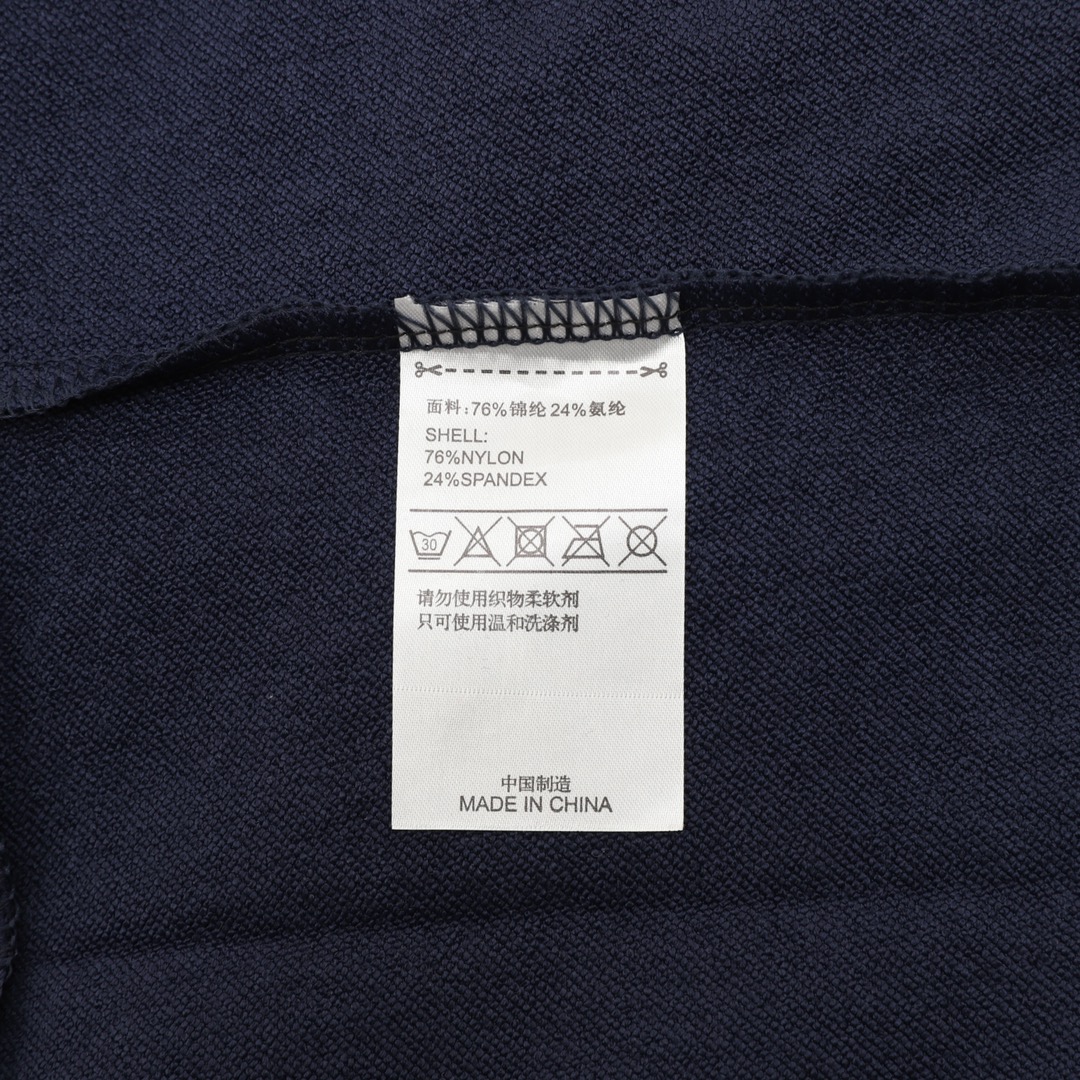 面料:76%锦纶 24%氨纶
SHELL:
76%NYLON
24%SPANDEX
30
请勿使用织物柔软剂
只可使用温和洗涤剂
中国制造
MADE IN CHINA